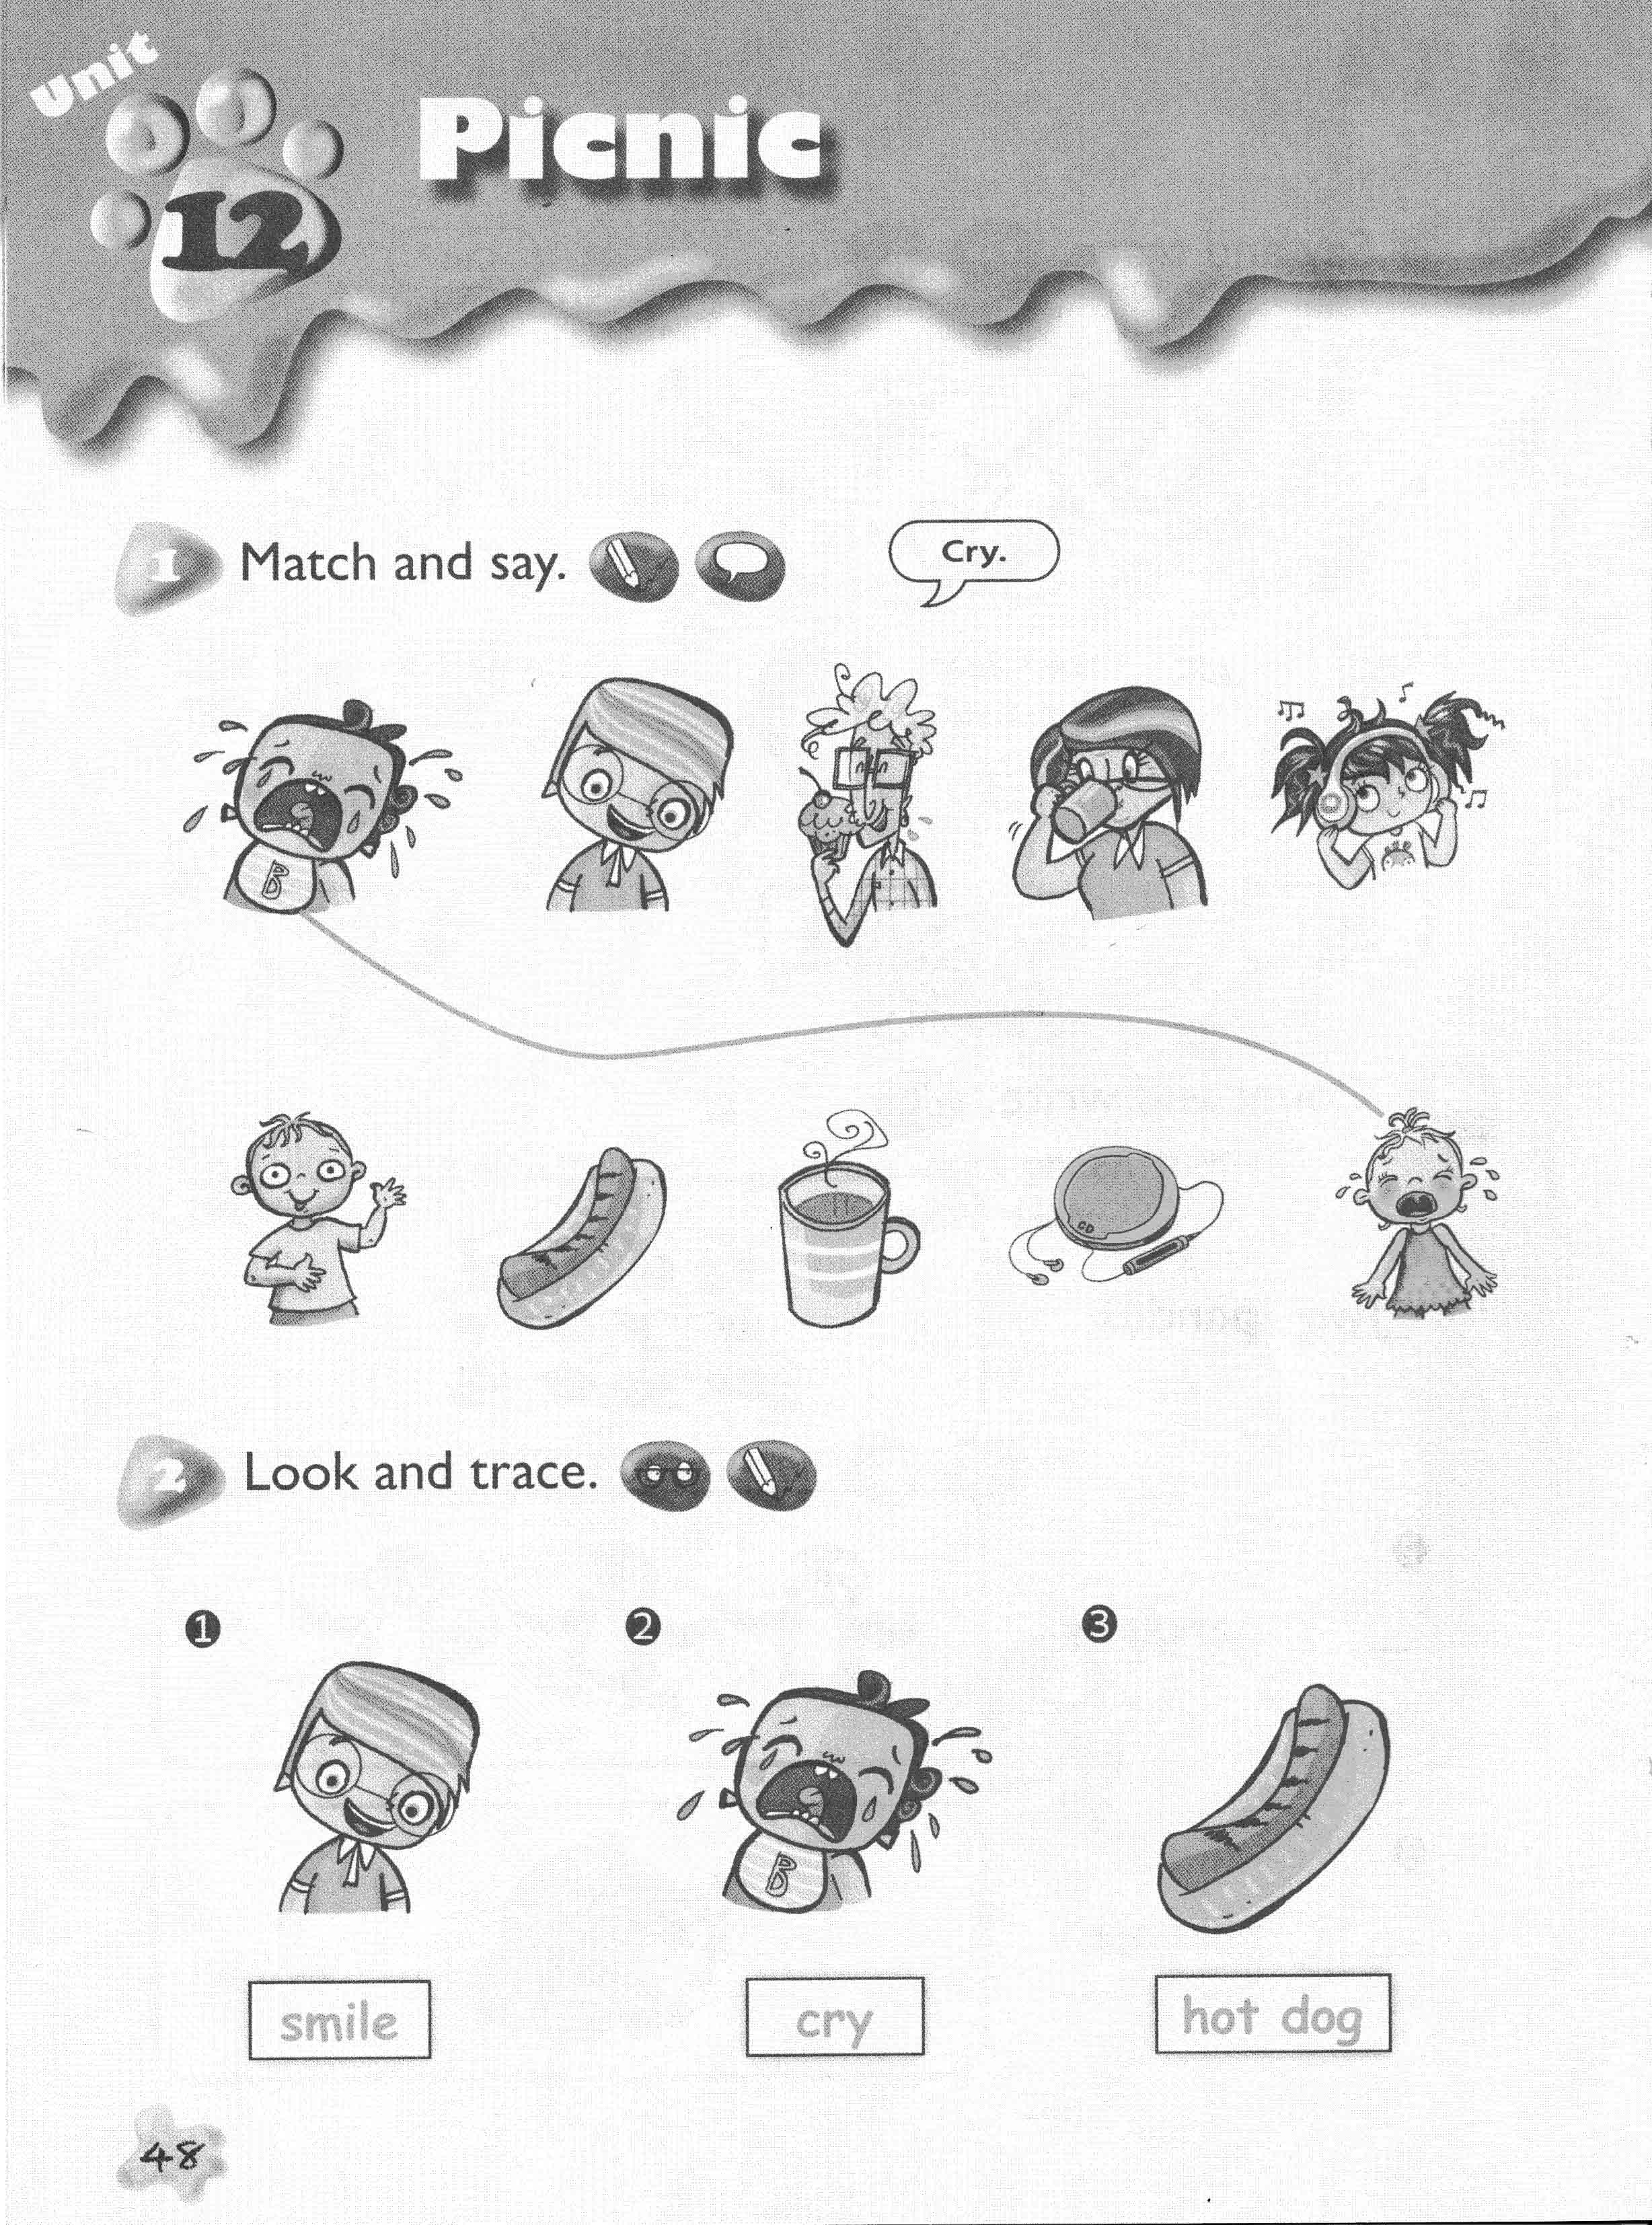 Unit
12
Picnic
1 Match and say.
Cry.
B
CD
2 Look and trace.
1
2
3
B
smile
cry
hot dog
48